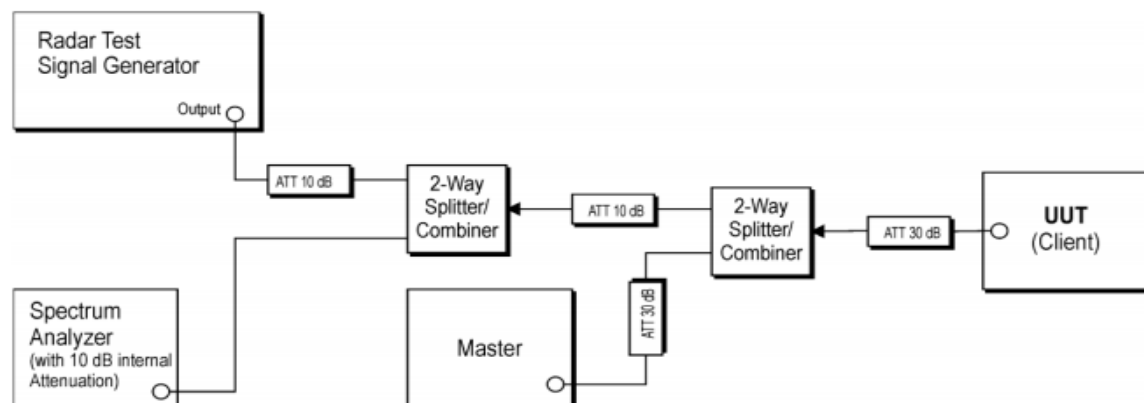 Radar Test
Signal Generator
Output
ATT 10 dB
2-Way
Splitter/
Combiner
ATT 10 dB
2-Way
Splitter/
Combiner
ATT 30 dB
UUT
(Client)
Spectrum
Analyzer
(with 10 dB internal
Attenuation)
Master
ATT 30 dB